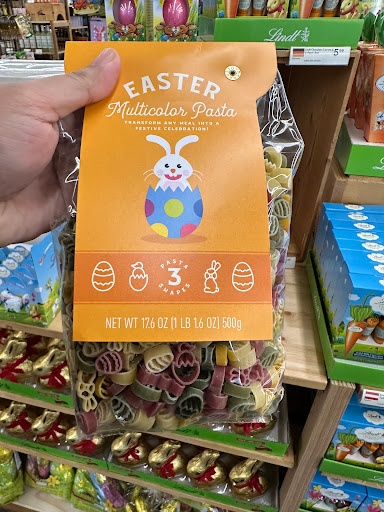 EASTER
Multicolor Pasta
TRANSFORM ANY MEAL INTO A
FESTIVE CELEBRATION!
PASTA
3
SHAPES
NET WT 17.6 OZ (1 LB 1.6 OZ) 500g
Lindt